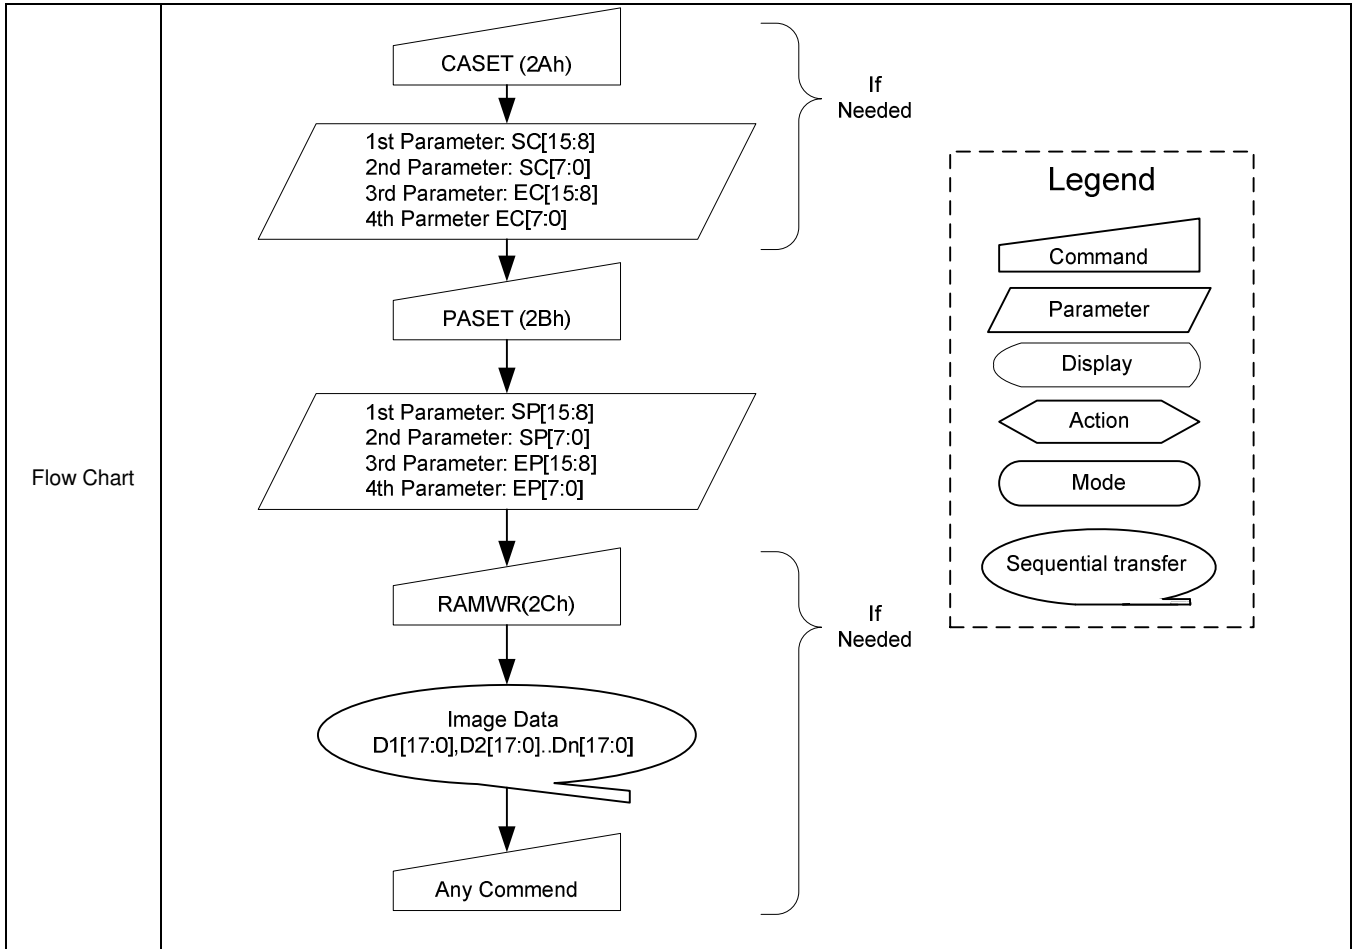 Flow Chart
CASET (2Ah)
1st Parameter: SC[15:8]
2nd Parameter: SC[7:0]
3rd Parameter: EC[15:8]
4th Parmeter EC[7:0]
If
Needed
PASET (2Bh)
1st Parameter: SP[15:8]
2nd Parameter: SP[7:0]
3rd Parameter: EP[15:8]
4th Parameter: EP[7:0]
RAMWR(2Ch)
Image Data
D1[17:0],D2[17:0]..Dn[17:0]
Any Commend
If
Needed
Legend
Command
Parameter
Display
Action
Mode
Sequential transfer